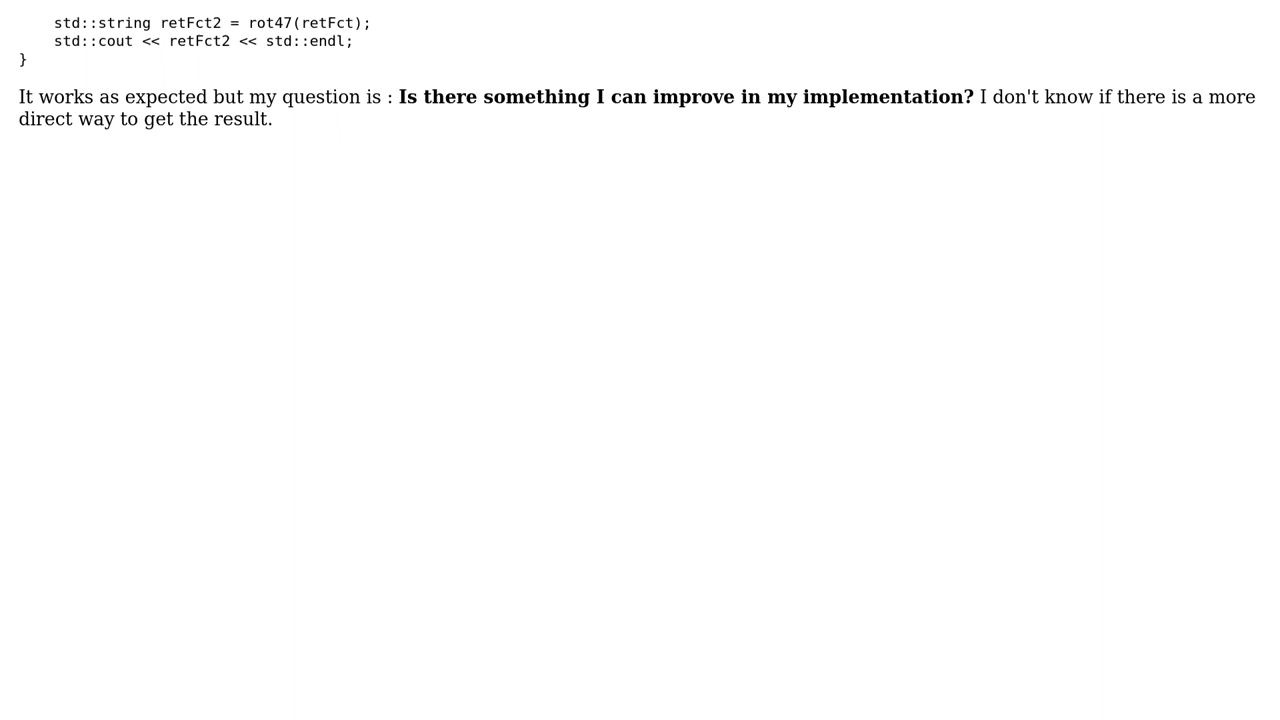 std::string retFct2 = rot47(retFct);
    std::cout << retFct2 << std::endl;
}
It works as expected but my question is : Is there something I can improve in my implementation? I don't know if there is a more
direct way to get the result.